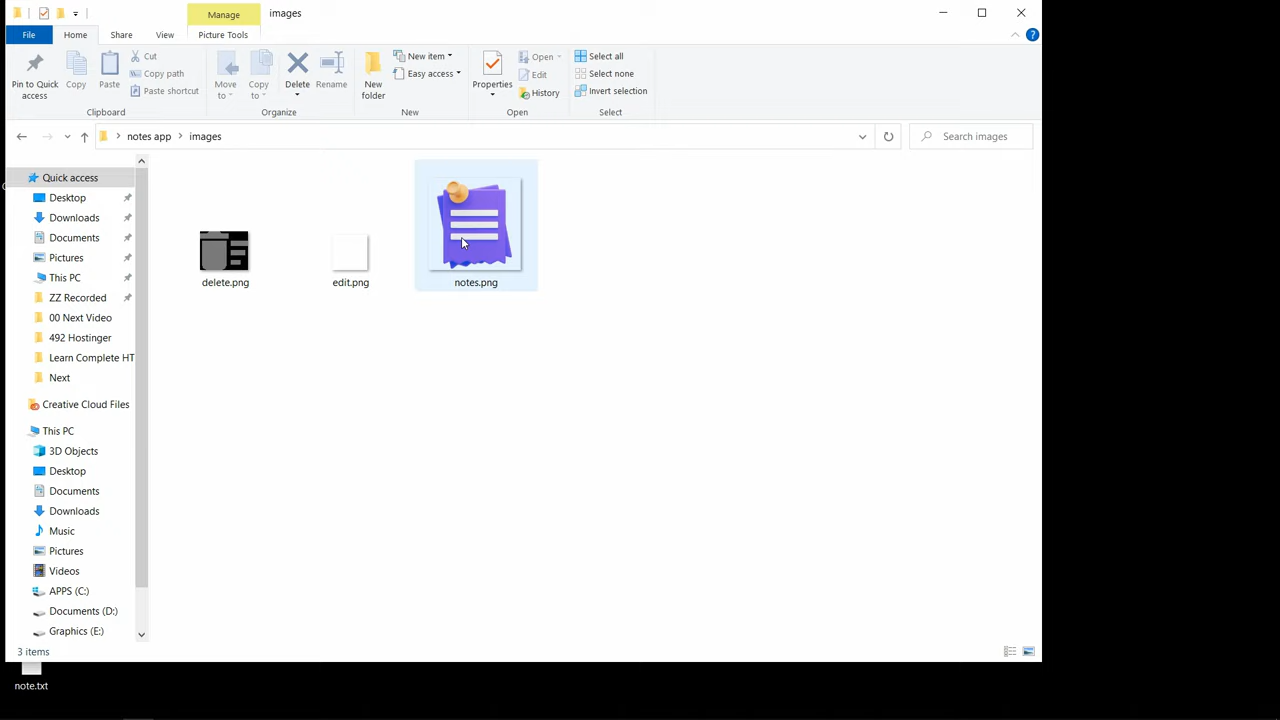 Manage
images
File
Home
Share
View
Picture Tools
Pin to Quick access
Copy
Paste
Cut
Copy path
Paste shortcut
Clipboard
Move to
Copy to
Delete
Rename
Organize
New folder
New item
Easy access
New
Properties
Open
Edit
History
Open
Select all
Select none
Invert selection
Select
notes app
images
Search images
Quick access
Desktop
Downloads
Documents
Pictures
This PC
ZZ Recorded
00 Next Video
492 Hostinger
Learn Complete HT
Next
Creative Cloud Files
This PC
3D Objects
Desktop
Documents
Downloads
Music
Pictures
Videos
APPS (C:)
Documents (D:)
Graphics (E:)
delete.png
edit.png
notes.png
3 items
note.txt